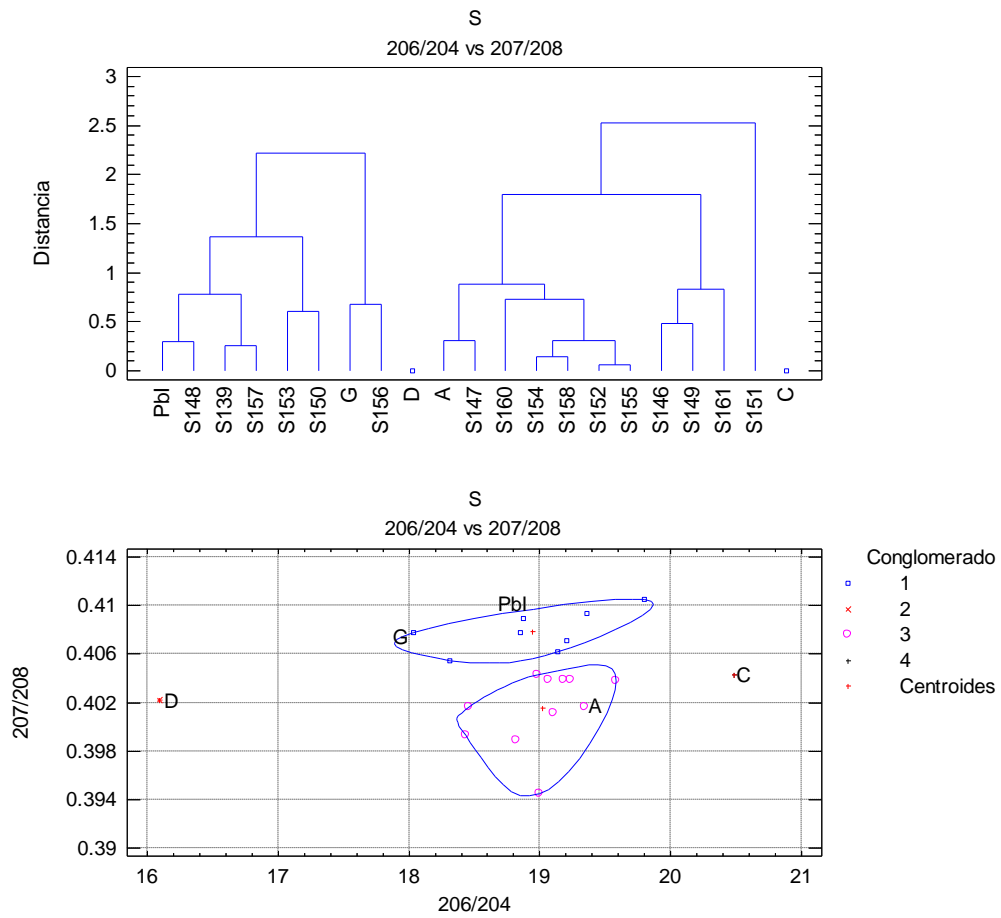 S
206/204 vs 207/208
3
2.5
2
1.5
1
0.5
0
Distancia
PbI S148 S139 S157 S153 S150 G S156 D A S147 S160 S154 S158 S152 S155 S146 S149 S161 S151 C
S
206/204 vs 207/208
0.414
0.41
0.406
0.402
0.398
0.394
0.39
207/208
PbI
G
D
A
C
16 17 18 19 20 21
206/204
Conglomerado
1
2
3
4
Centroides